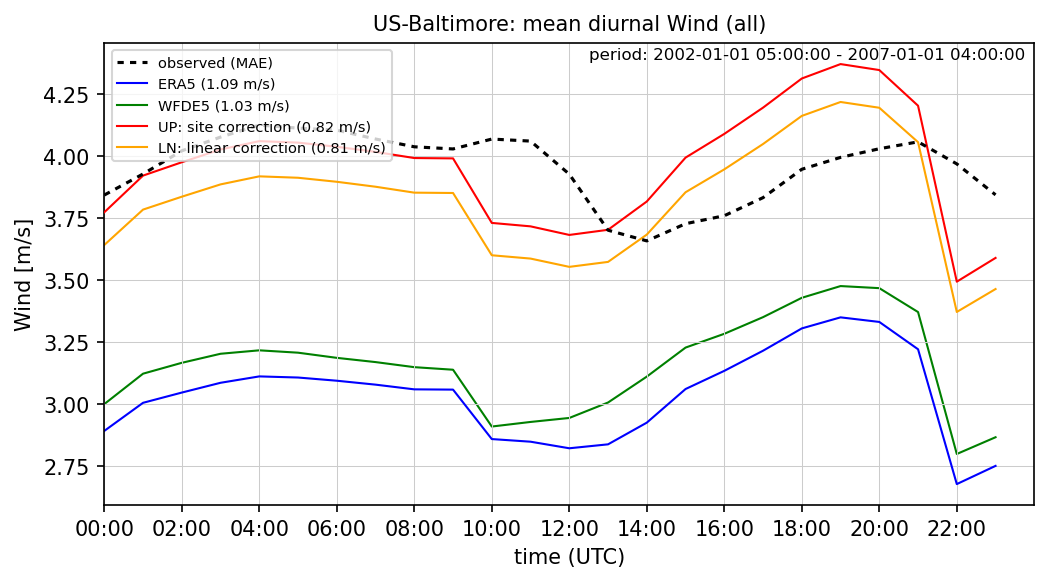 US-Baltimore: mean diurnal Wind (all)
period: 2002-01-01 05:00:00 - 2007-01-01 04:00:00
observed (MAE)
ERA5 (1.09 m/s)
WFDE5 (1.03 m/s)
UP: site correction (0.82 m/s)
LN: linear correction (0.81 m/s)
Wind [m/s]
4.25
4.00
3.75
3.50
3.25
3.00
2.75
00:00 02:00 04:00 06:00 08:00 10:00 12:00 14:00 16:00 18:00 20:00 22:00
time (UTC)